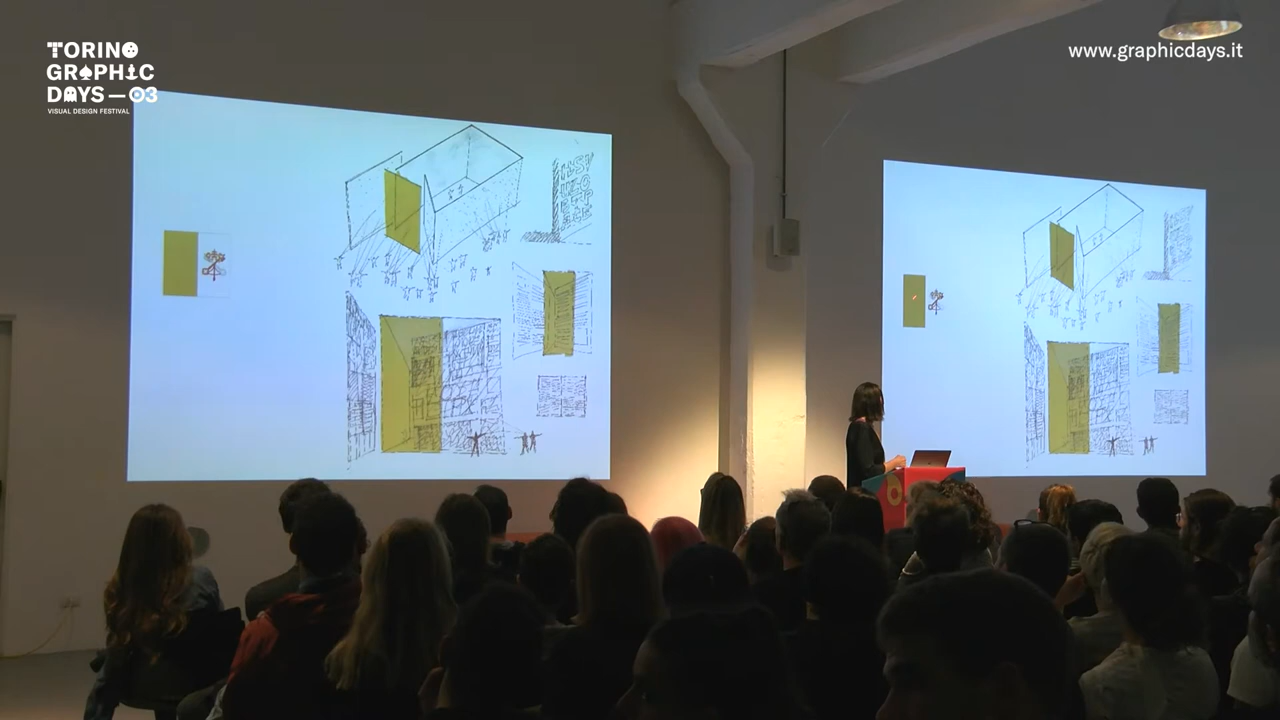 TORINO
GRAPHIC
DAYS—03
VISUAL DESIGN FESTIVAL
www.graphicdays.it